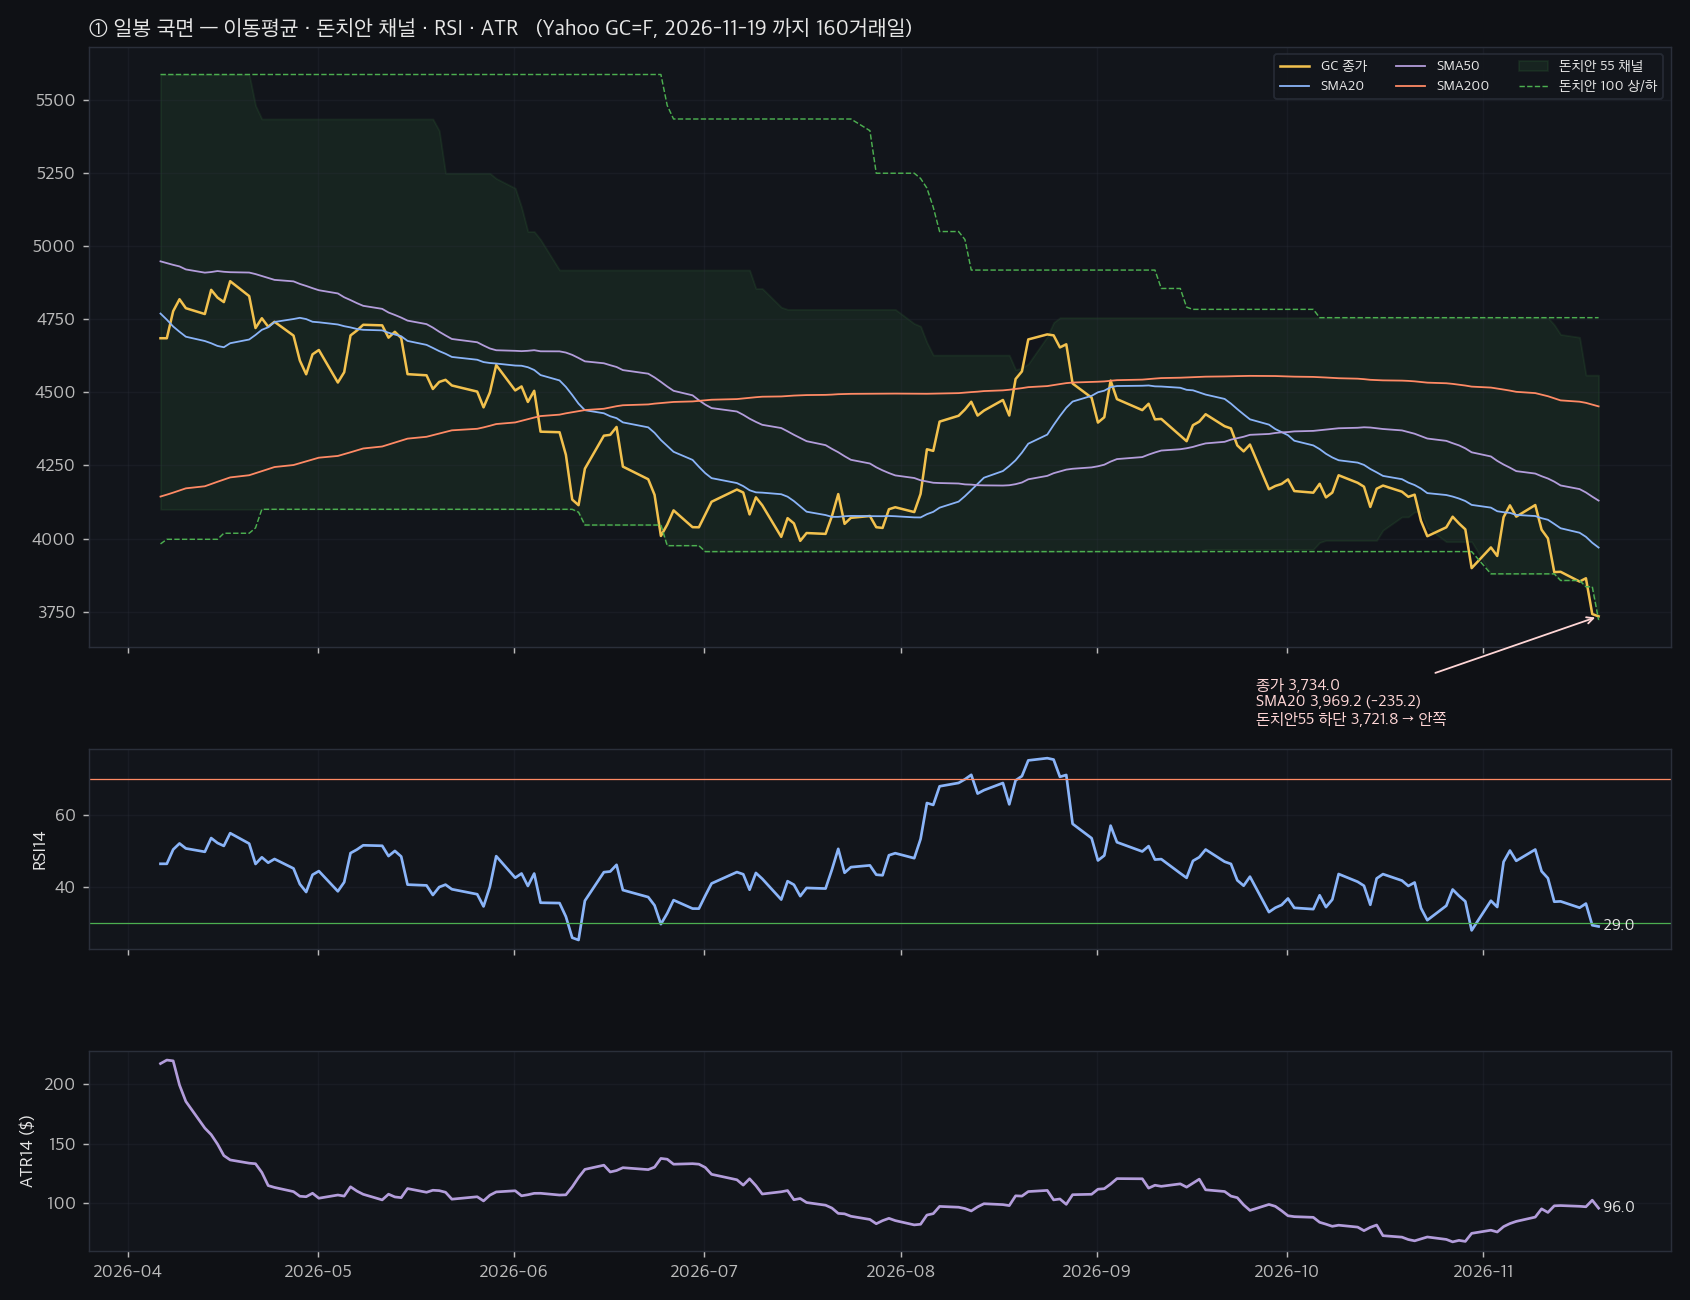 ① 일봉 국면 — 이동평균 · 돈치안 채널 · RSI · ATR   (Yahoo GC=F, 2026-11-19 까지 160거래일)
GC 종가
SMA20
SMA50
SMA200
돈치안 55 채널
돈치안 100 상/하
5500
5250
5000
4750
4500
4250
4000
3750
종가 3,734.0
SMA20 3,969.2 (-235.2)
돈치안55 하단 3,721.8 → 안쪽
RSI14
60
40
29.0
ATR14 ($)
200
150
100
96.0
2026-04
2026-05
2026-06
2026-07
2026-08
2026-09
2026-10
2026-11